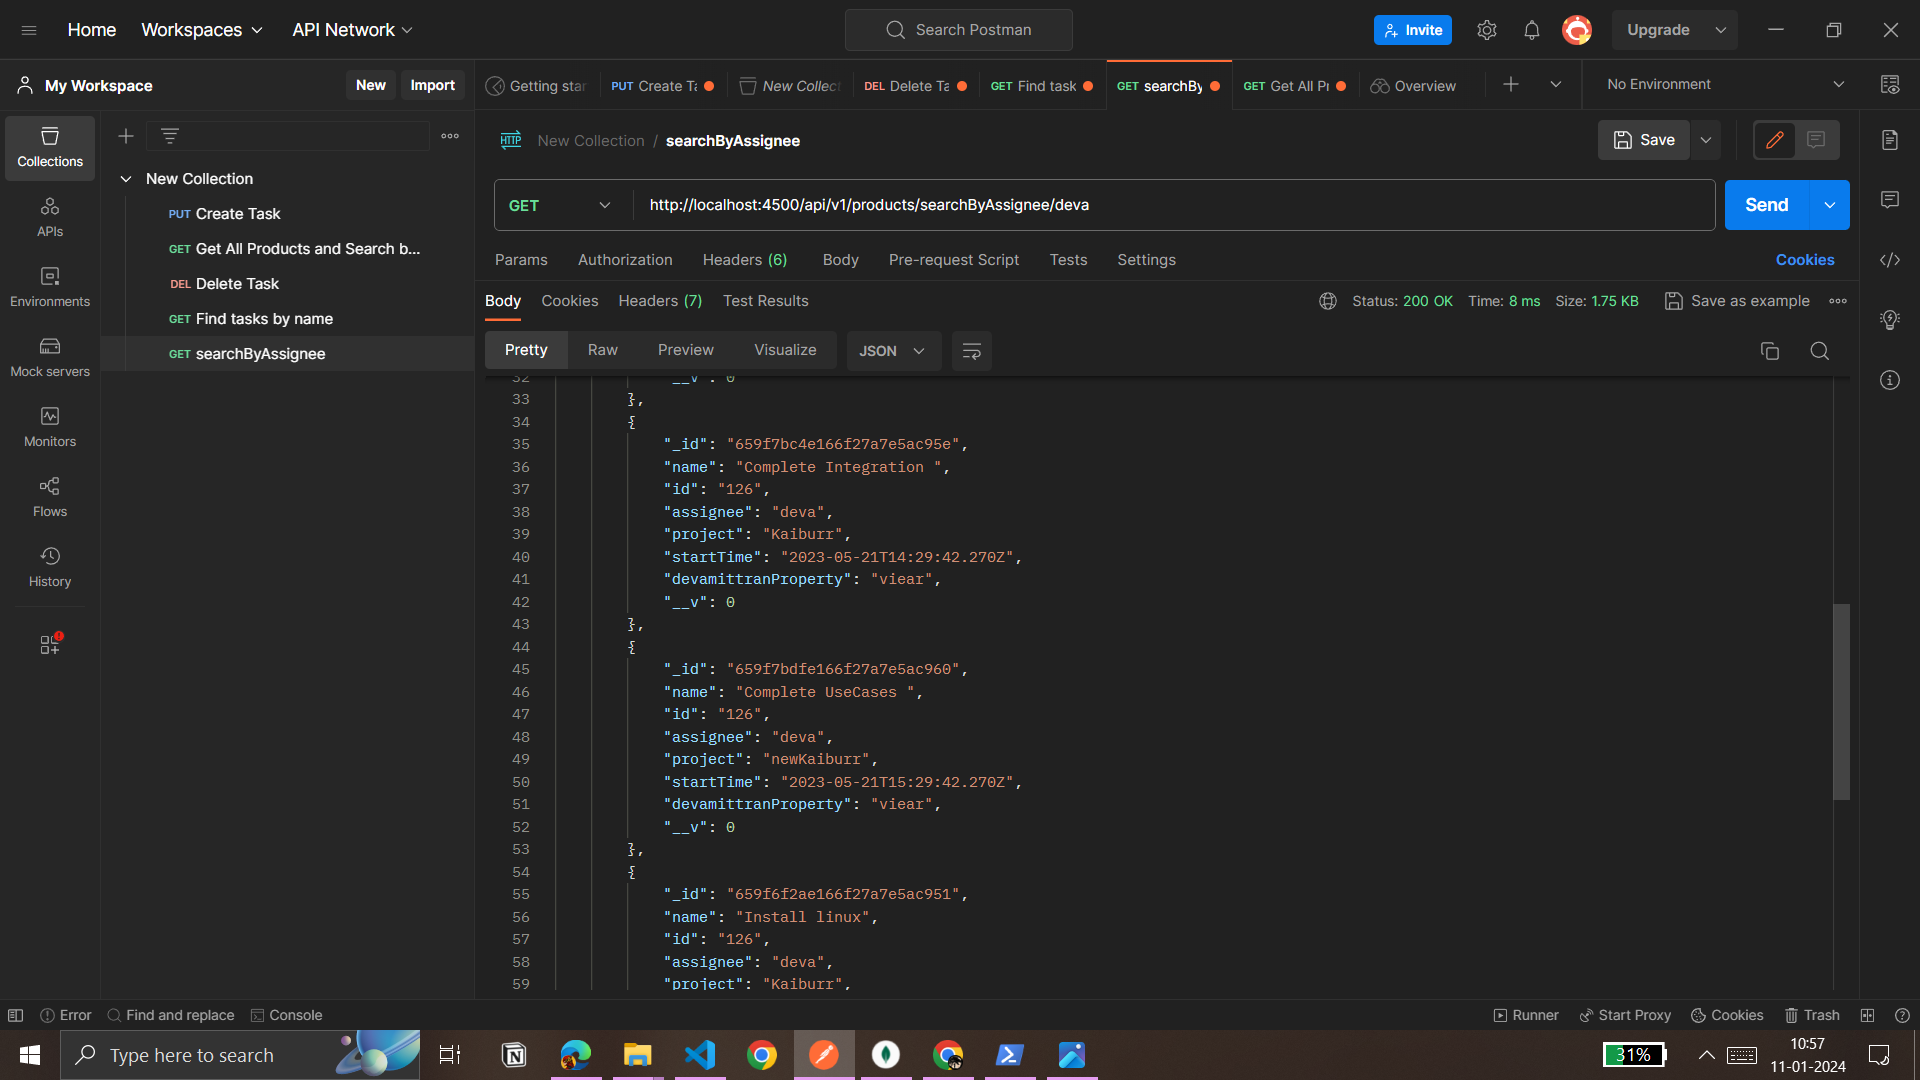 Home
Workspaces
API Network
Search Postman
Invite
Upgrade
My Workspace
New
Import
Getting star
PUT Create Ta
New Collect
DEL Delete Ta
GET Find task
GET searchBy
GET Get All Pr
Overview
No Environment
Collections
APIs
Environments
Mock servers
Monitors
Flows
History
New Collection
PUT Create Task
GET Get All Products and Search b...
DEL Delete Task
GET Find tasks by name
GET searchByAssignee
HTTP New Collection / searchByAssignee
Save
GET
http://localhost:4500/api/v1/products/searchByAssignee/deva
Send
Params Authorization Headers (6) Body Pre-request Script Tests Settings
Cookies
Body Cookies Headers (7) Test Results
Status: 200 OK Time: 8 ms Size: 1.75 KB
Save as example
Pretty Raw Preview Visualize JSON
32 "__v": 0
33 },
34 {
35 "_id": "659f7bc4e166f27a7e5ac95e",
36 "name": "Complete Integration ",
37 "id": "126",
38 "assignee": "deva",
39 "project": "Kaiburr",
40 "startTime": "2023-05-21T14:29:42.270Z",
41 "devamittranProperty": "viear",
42 "__v": 0
43 },
44 {
45 "_id": "659f7bdfe166f27a7e5ac960",
46 "name": "Complete UseCases ",
47 "id": "126",
48 "assignee": "deva",
49 "project": "newKaiburr",
50 "startTime": "2023-05-21T15:29:42.270Z",
51 "devamittranProperty": "viear",
52 "__v": 0
53 },
54 {
55 "_id": "659f6f2ae166f27a7e5ac951",
56 "name": "Install linux",
57 "id": "126",
58 "assignee": "deva",
59 "project": "Kaiburr",
Error
Find and replace
Console
Runner
Start Proxy
Cookies
Trash
Type here to search
31%
10:57
11-01-2024